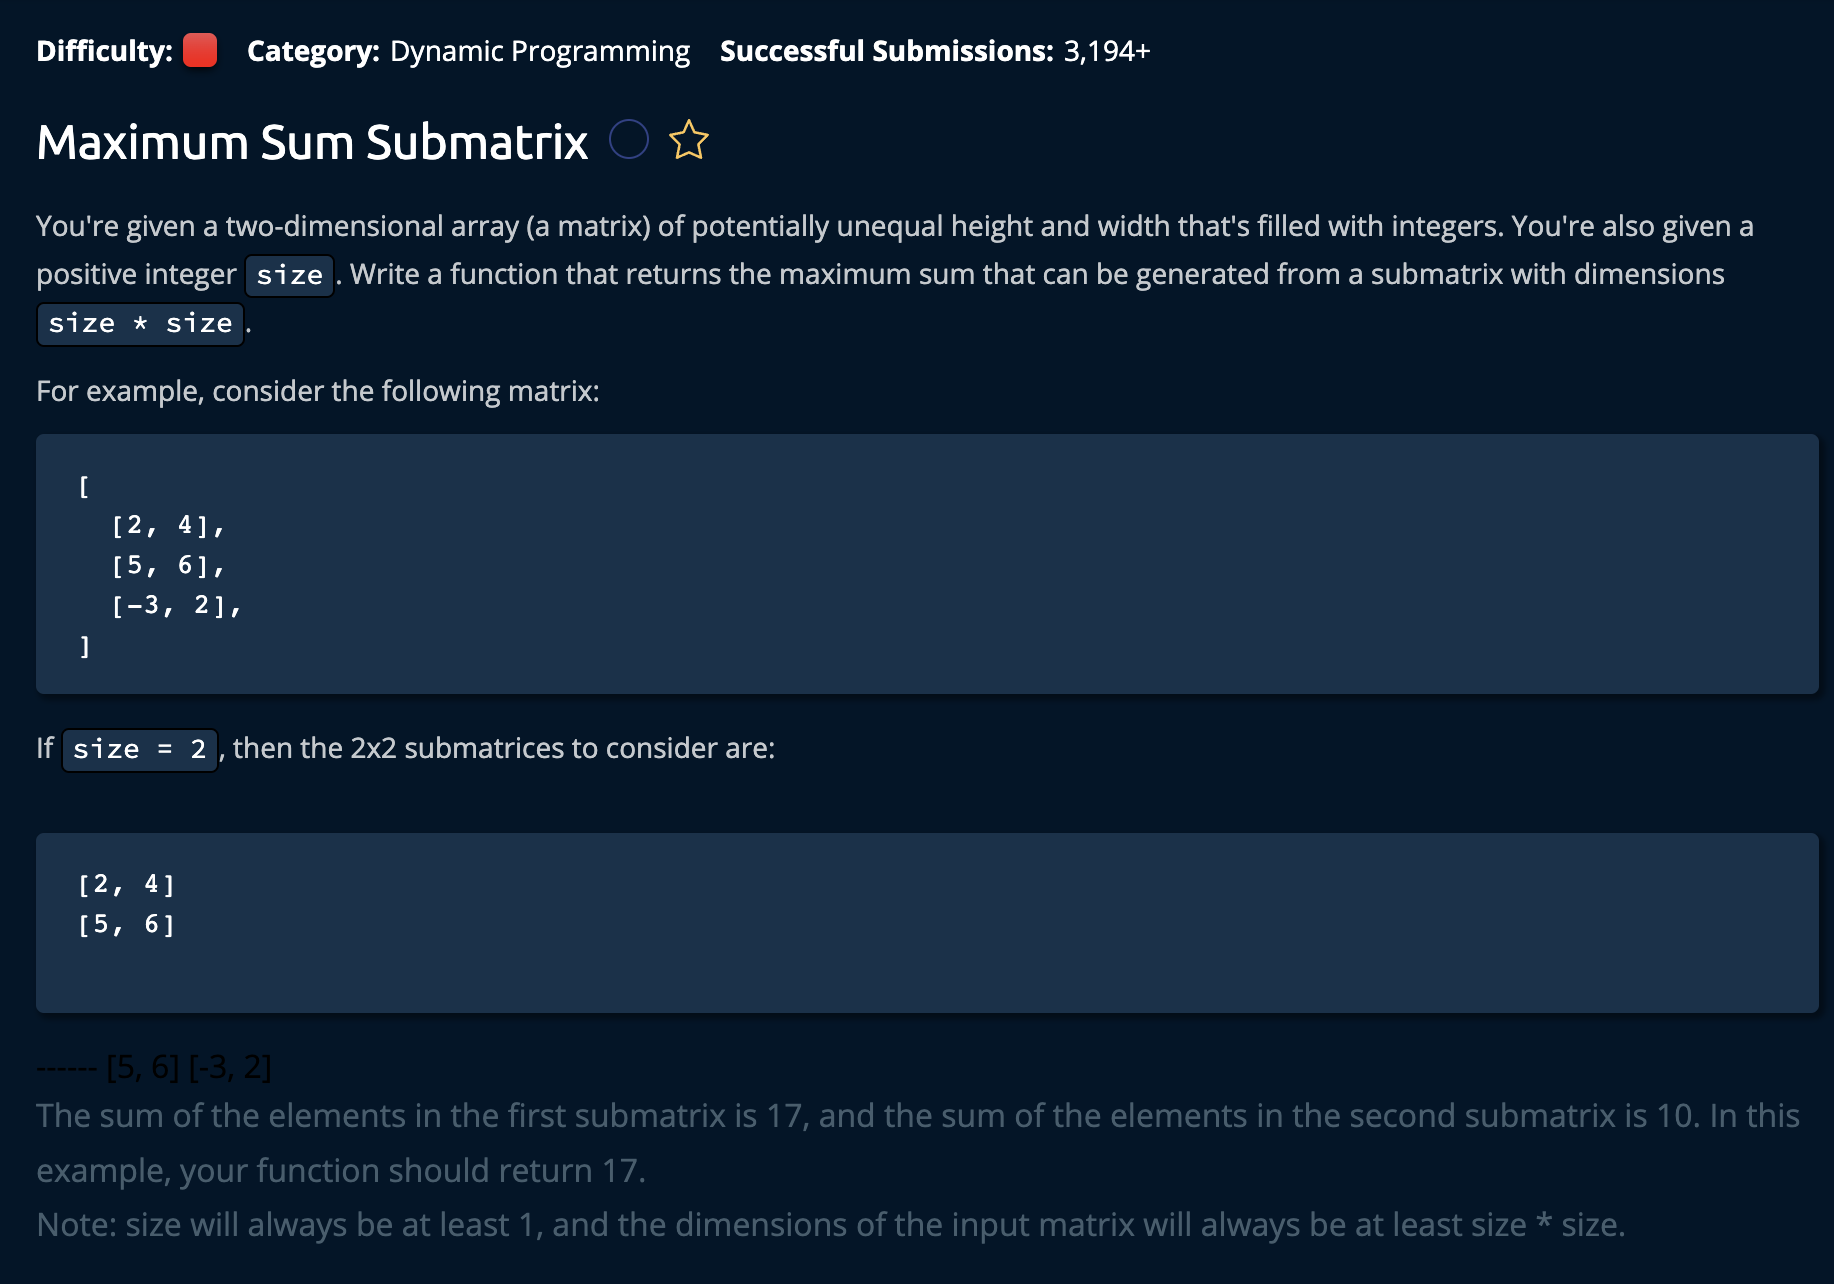 Difficulty: Category: Dynamic Programming Successful Submissions: 3,194+
Maximum Sum Submatrix
You're given a two-dimensional array (a matrix) of potentially unequal height and width that's filled with integers. You're also given a
positive integer size. Write a function that returns the maximum sum that can be generated from a submatrix with dimensions
size * size.
For example, consider the following matrix:
[
[2, 4],
[5, 6],
[-3, 2],
]
If size = 2, then the 2x2 submatrices to consider are:
[2, 4]
[5, 6]
------ [5, 6] [-3, 2]
The sum of the elements in the first submatrix is 17, and the sum of the elements in the second submatrix is 10. In this
example, your function should return 17.
Note: size will always be at least 1, and the dimensions of the input matrix will always be at least size * size.